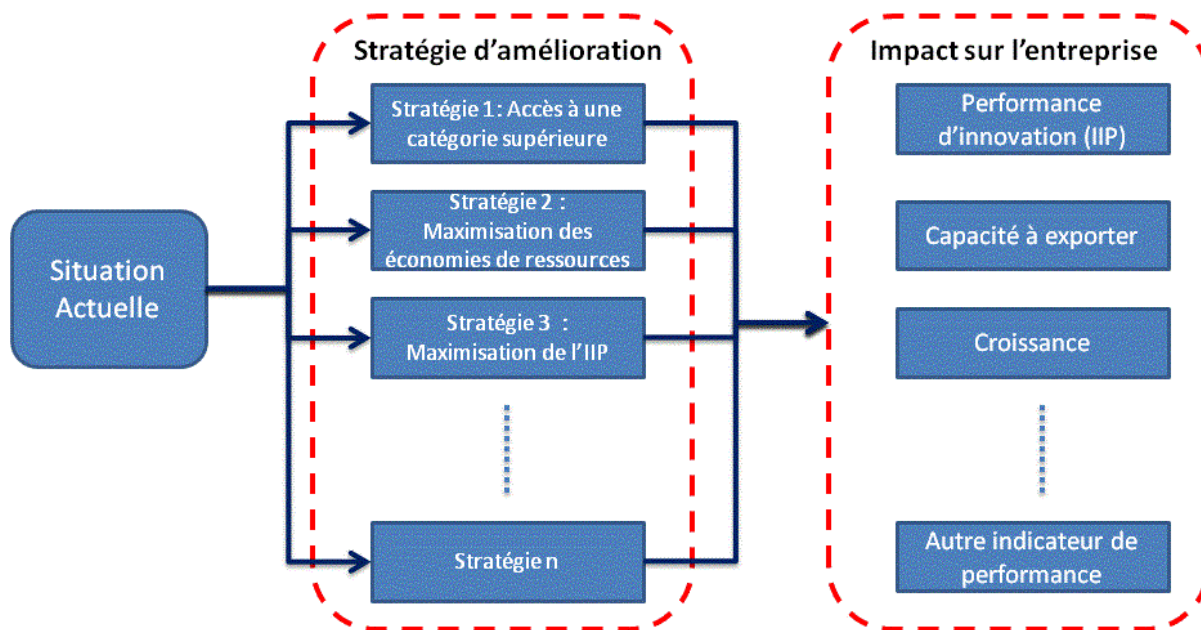 Stratégie d’amélioration
Impact sur l’entreprise
Situation
Actuelle
Stratégie 1: Accès à une
catégorie supérieure
Stratégie 2 :
Maximisation des
économies de ressources
Stratégie 3 :
Maximisation de l’IIP
Stratégie n
Performance
d’innovation (IIP)
Capacité à exporter
Croissance
Autre indicateur de
performance